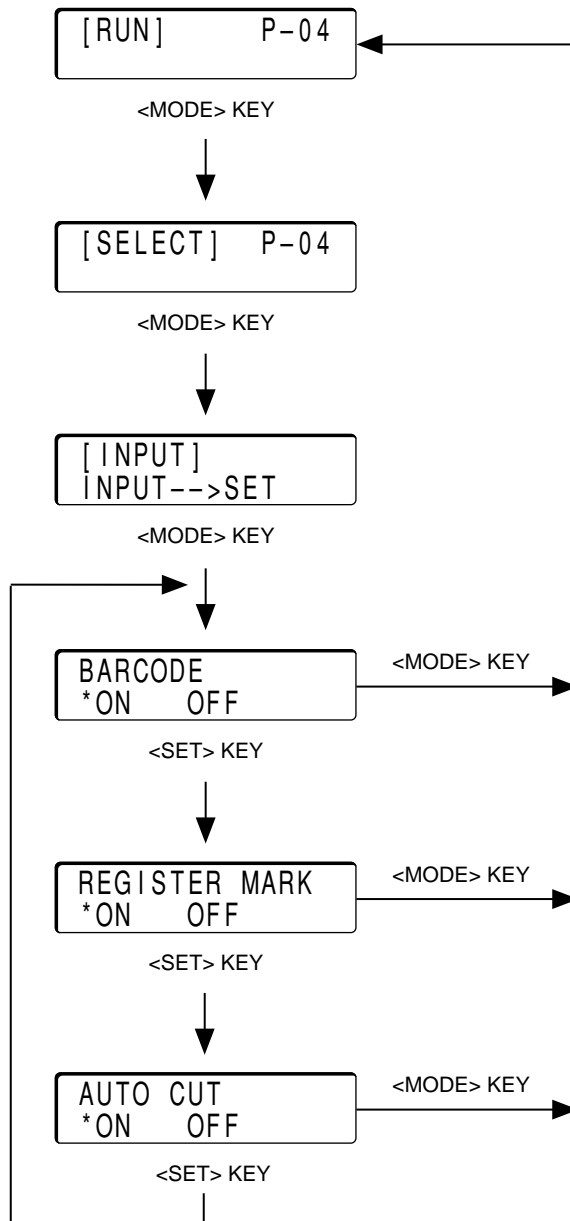 [RUN] P-04
<MODE> KEY
[SELECT] P-04
<MODE> KEY
[INPUT]
INPUT-->SET
<MODE> KEY
BARCODE
*ON OFF
<MODE> KEY
<SET> KEY
REGISTER MARK
*ON OFF
<MODE> KEY
<SET> KEY
AUTO CUT
*ON OFF
<MODE> KEY
<SET> KEY